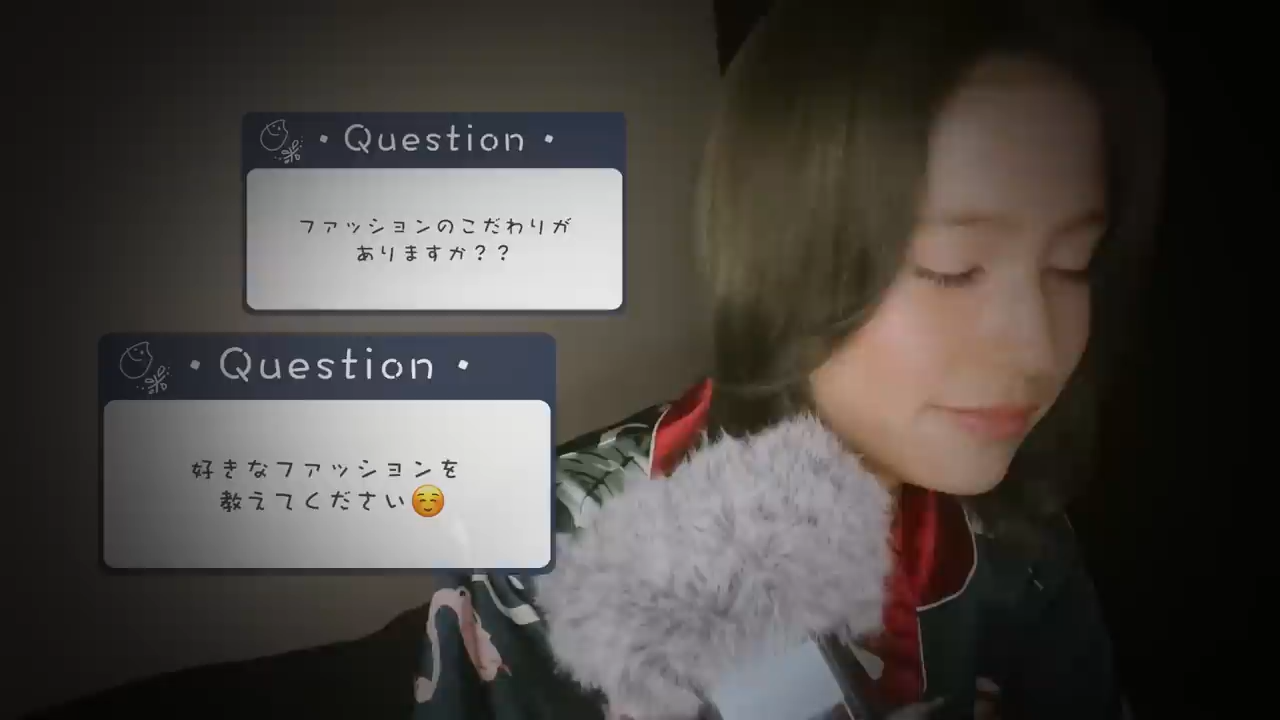 ・Question・
ファッションのこだわりが
ありますか？？
・Question・
好きなファッションを
教えてください☺️